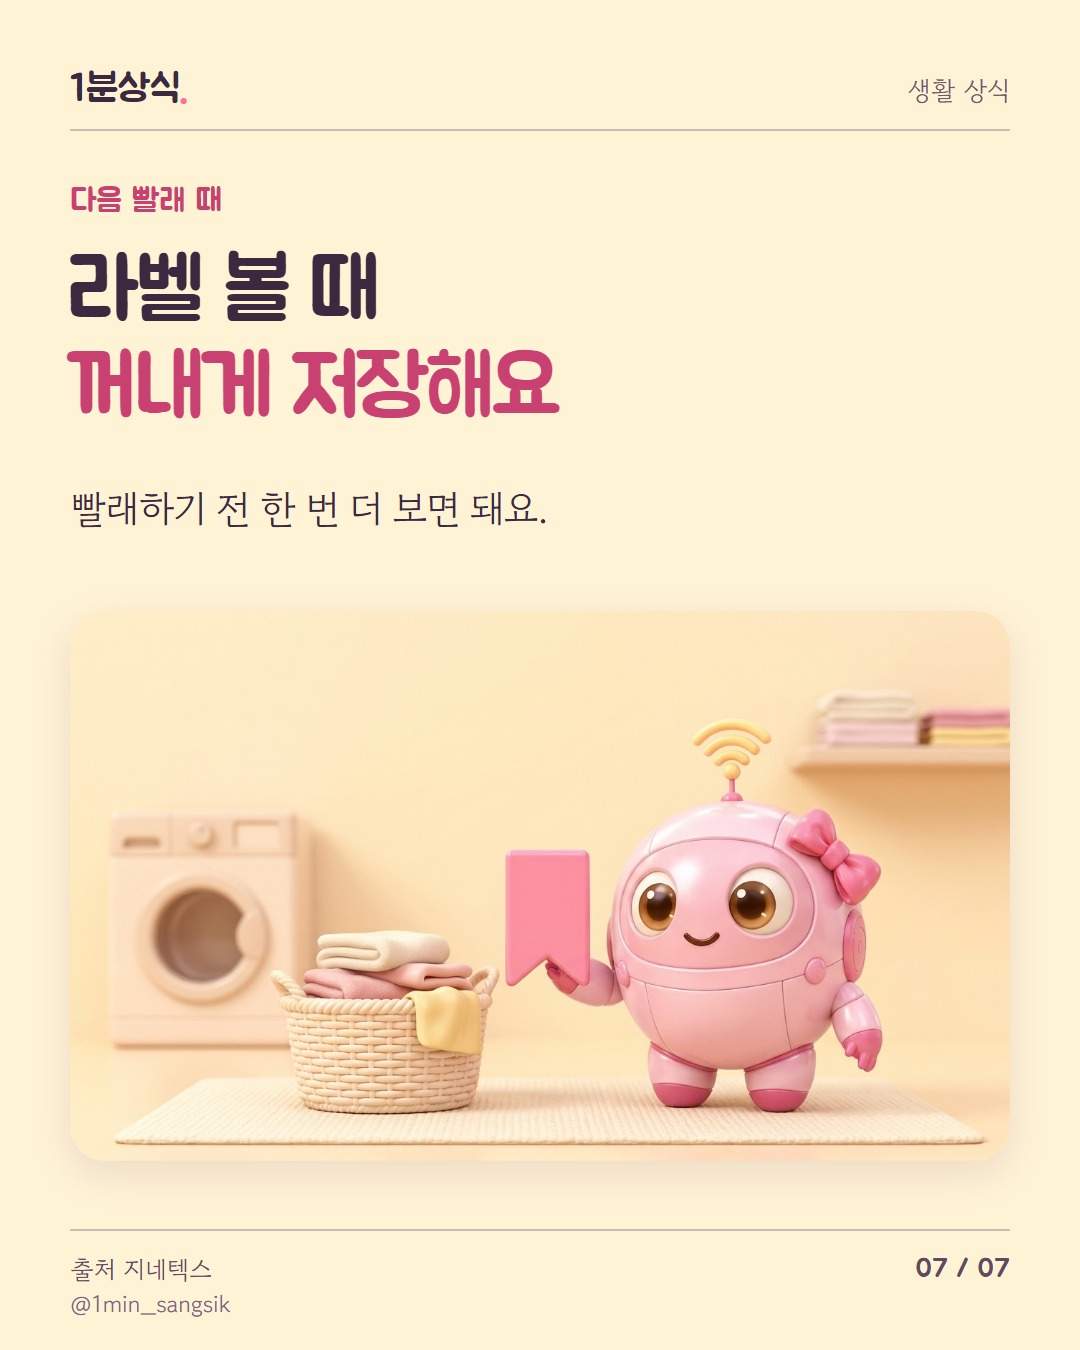 1분상식.
생활 상식
다음 빨래 때
라벨 볼 때
꺼내게 저장해요
빨래하기 전 한 번 더 보면 돼요.
출처 지네텍스
07 / 07
@1min_sangsik